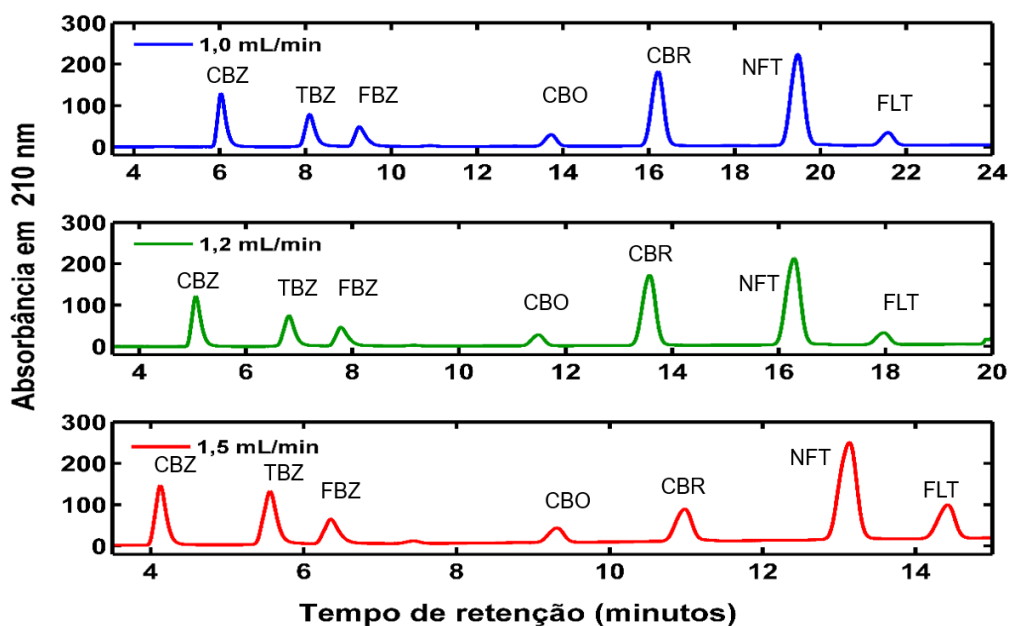 Absorbância em 210 nm
300
200
100
0
1,0 mL/min
CBZ
TBZ
FBZ
CBO
CBR
NFT
FLT
4 6 8 10 12 14 16 18 20 22 24
300
200
100
0
1,2 mL/min
CBZ
TBZ
FBZ
CBO
CBR
NFT
FLT
4 6 8 10 12 14 16 18 20
300
200
100
0
1,5 mL/min
CBZ
TBZ
FBZ
CBO
CBR
NFT
FLT
4 6 8 10 12 14
Tempo de retenção (minutos)